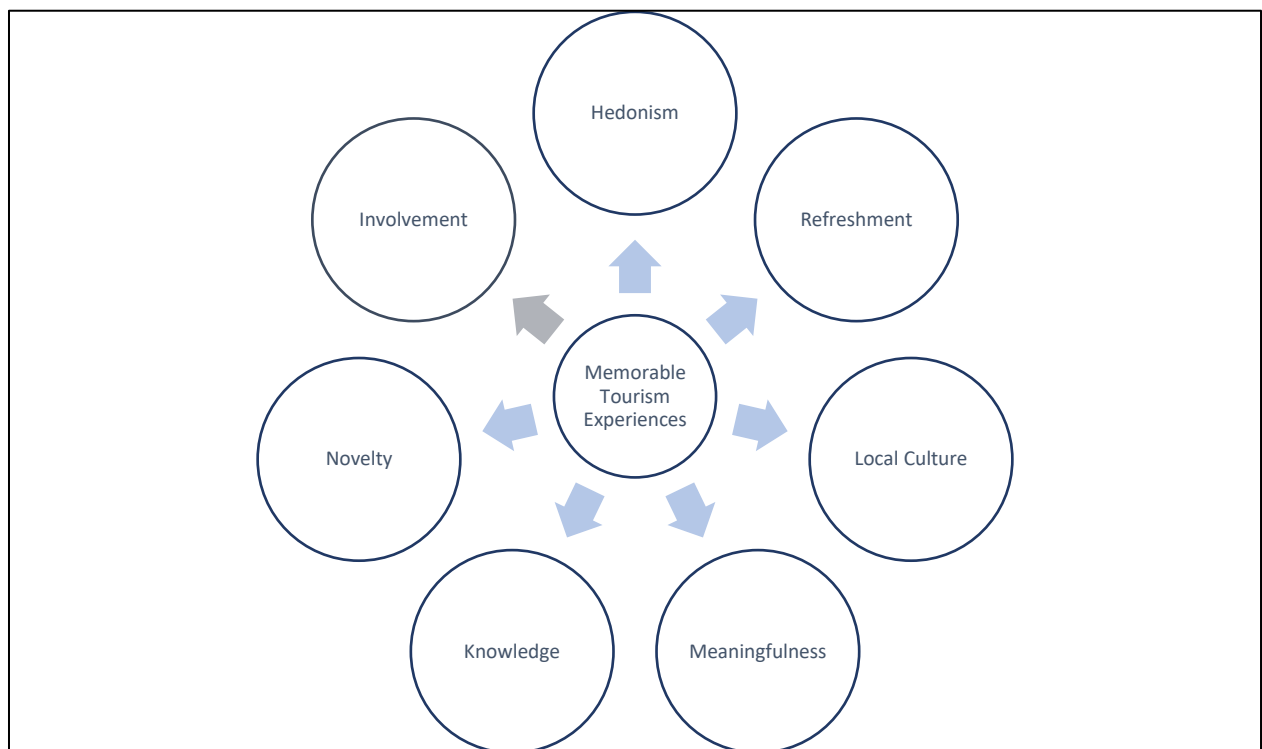 Hedonism
Involvement
Refreshment
Memorable
Tourism
Experiences
Novelty
Local Culture
Knowledge
Meaningfulness